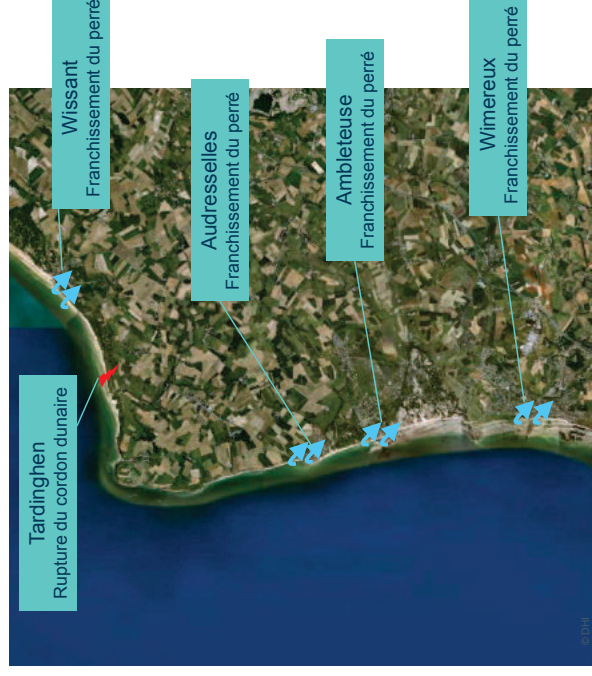 Tardinghen
Rupture du cordon dunaire
Wissant
Franchissement du perré
Audresselles
Franchissement du perré
Ambleteuse
Franchissement du perré
Wimereux
Franchissement du perré
© DHI